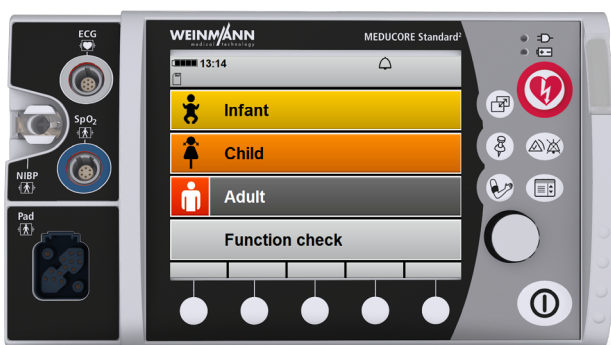 ECG
SpO₂
NIBP
Pad
WEINMANN
medical technology
MEDUCORE Standard²
13:14
Infant
Child
Adult
Function check